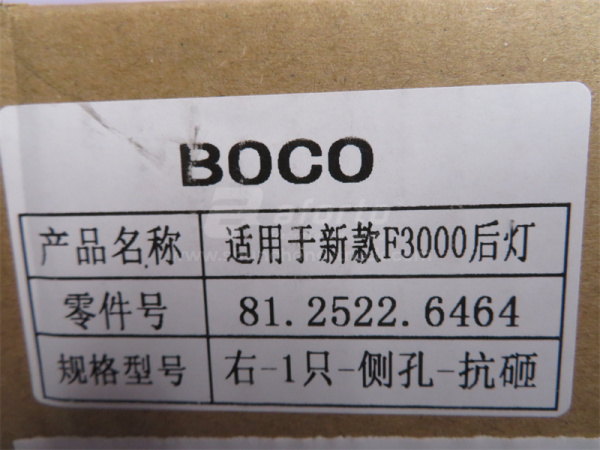 BOCO
产品名称 适用于新款F3000后灯
零件号 81.2522.6464
规格型号 右-1只-侧孔-抗砸